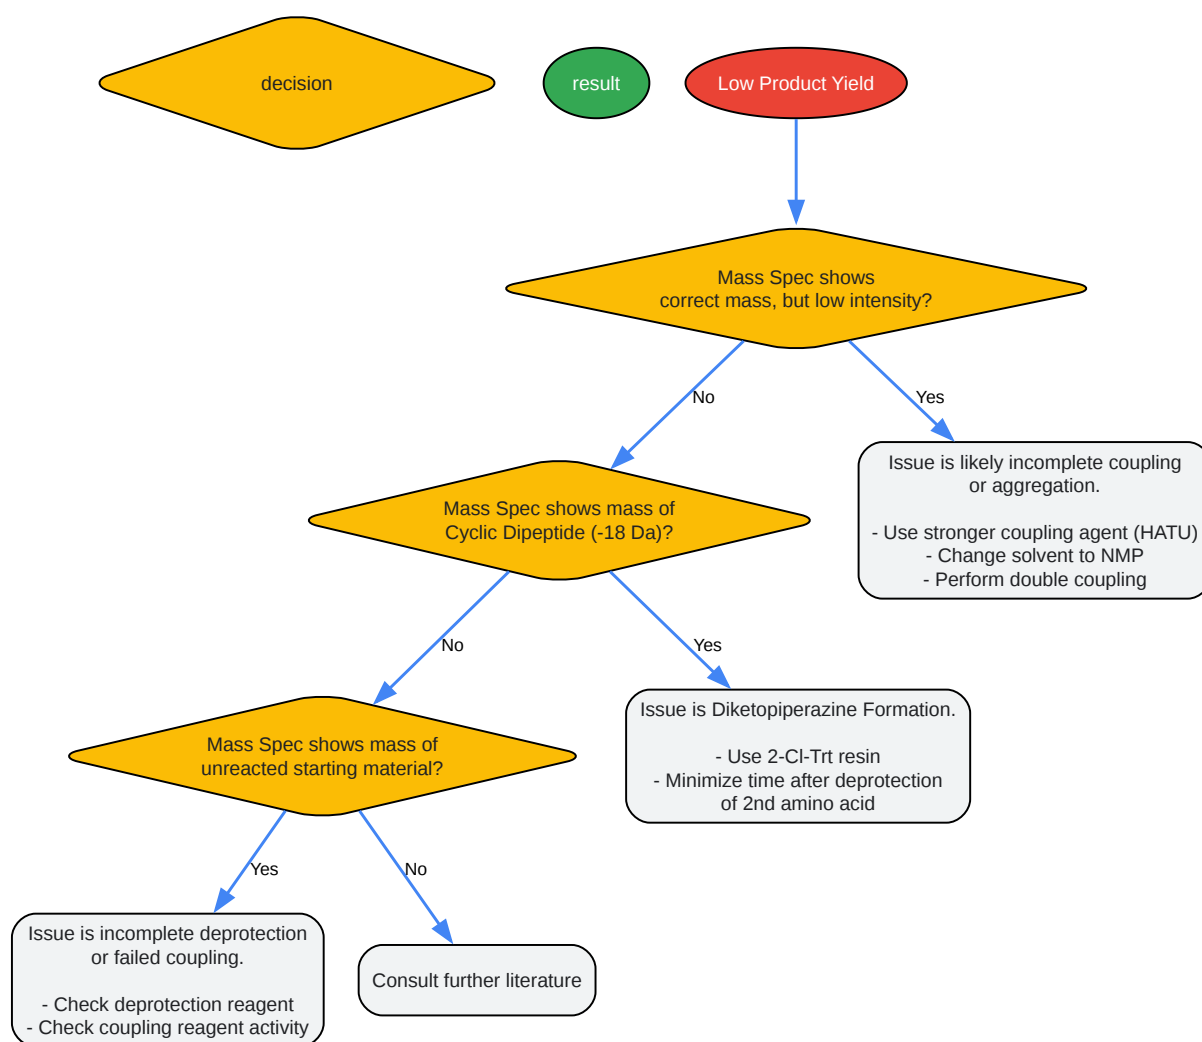 decision
result
Low Product Yield
Mass Spec shows
correct mass, but low intensity?
No
Yes
Issue is likely incomplete coupling
or aggregation.
- Use stronger coupling agent (HATU)
- Change solvent to NMP
- Perform double coupling
Mass Spec shows mass of
Cyclic Dipeptide (-18 Da)?
No
Yes
Issue is Diketopiperazine Formation.
- Use 2-Cl-Trt resin
- Minimize time after deprotection
of 2nd amino acid
Mass Spec shows mass of
unreacted starting material?
Yes
No
Issue is incomplete deprotection
or failed coupling.
- Check deprotection reagent
- Check coupling reagent activity
Consult further literature